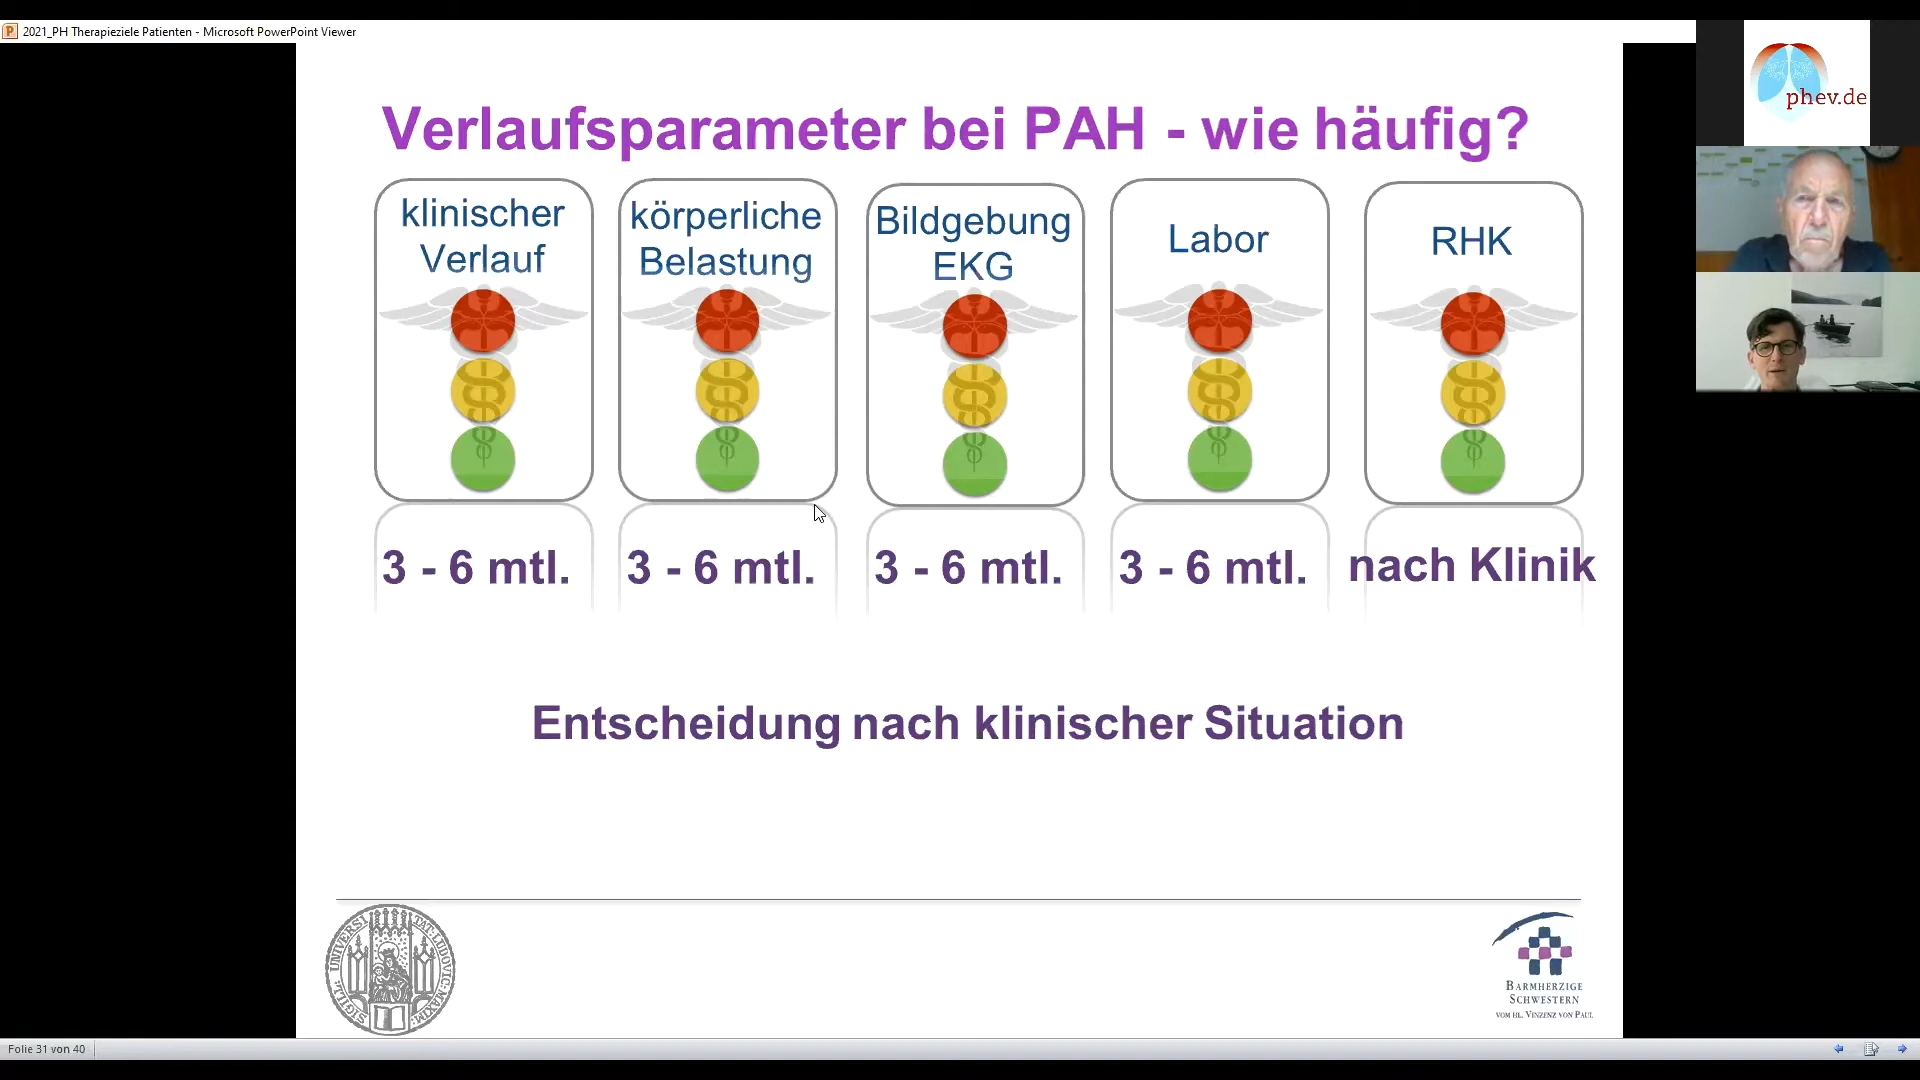 2021_PH Therapieziele Patienten - Microsoft PowerPoint Viewer
phev.de
Verlaufsparameter bei PAH - wie häufig?
klinischer
Verlauf
körperliche
Belastung
Bildgebung
EKG
Labor
RHK
3 - 6 mtl.
3 - 6 mtl.
3 - 6 mtl.
3 - 6 mtl.
nach Klinik
Entscheidung nach klinischer Situation
BARMHERZIGE
SCHWESTERN
VOM HL. VINZENZ VON PAUL
Folie 31 von 40